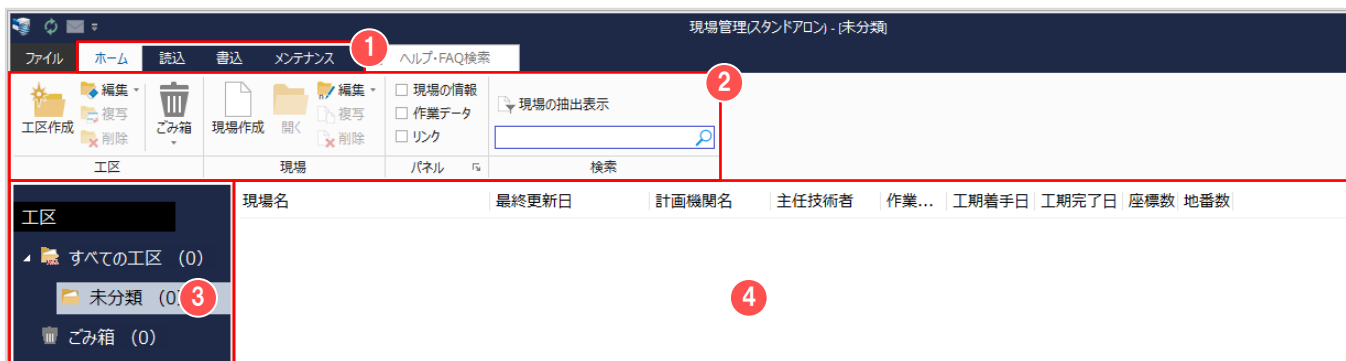 現場管理(スタンドアロン) - [未分類]
ファイル ホーム 読込 書込 メンテナンス 1 ヘルプ・FAQ検索
2
工区作成 編集 複写 削除 ごみ箱 現場作成 開く 編集 複写 削除
現場の情報
作業データ
リンク
現場の抽出表示
工区 現場 パネル 検索
工区
すべての工区 (0)
未分類 (0) 3
ごみ箱 (0)
現場名 最終更新日 計画機関名 主任技術者 作業... 工期着手日 工期完了日 座標数 地番数
4